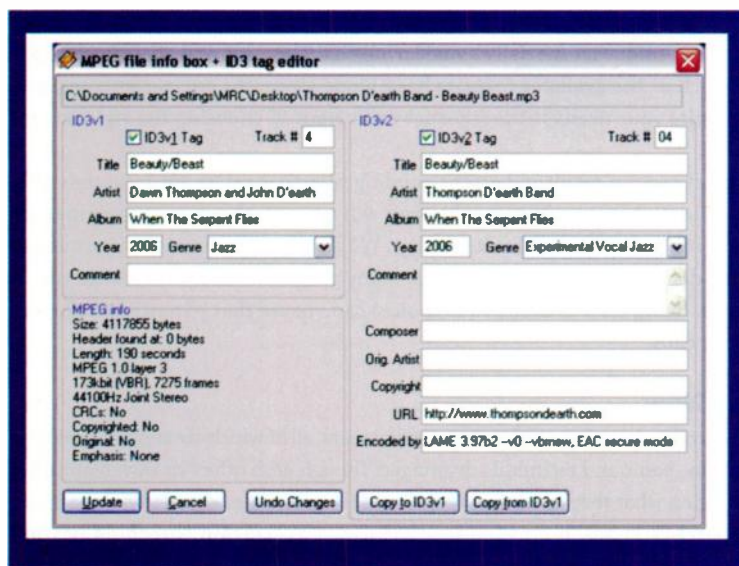 MPEG file info box + ID3 tag editor
C:\Documents and Settings\MRC\Desktop\Thompson D'earth Band - Beauty Beast.mp3
ID3v1
ID3v1 Tag Track # 4
Title Beauty/Beast
Artist Dawn Thompson and John D'earth
Album When The Serpent Flies
Year 2006 Genre Jazz
Comment
MPEG info
Size: 4117855 bytes
Header found at: 0 bytes
Length: 190 seconds
MPEG 1.0 layer 3
173kbit (VBR), 7275 frames
44100Hz Joint Stereo
CRCs: No
Copyrighted: No
Original: No
Emphasis: None
ID3v2
ID3v2 Tag Track # 04
Title Beauty/Beast
Artist Thompson D'earth Band
Album When The Serpent Flies
Year 2006 Genre Experimental Vocal Jazz
Comment
Composer
Orig. Artist
Copyright
URL http://www.thompsondearth.com
Encoded by LAME 3.97b2 --v0 --vbrnew, EAC secure mode
Update Cancel Undo Changes Copy to ID3v1 Copy from ID3v1